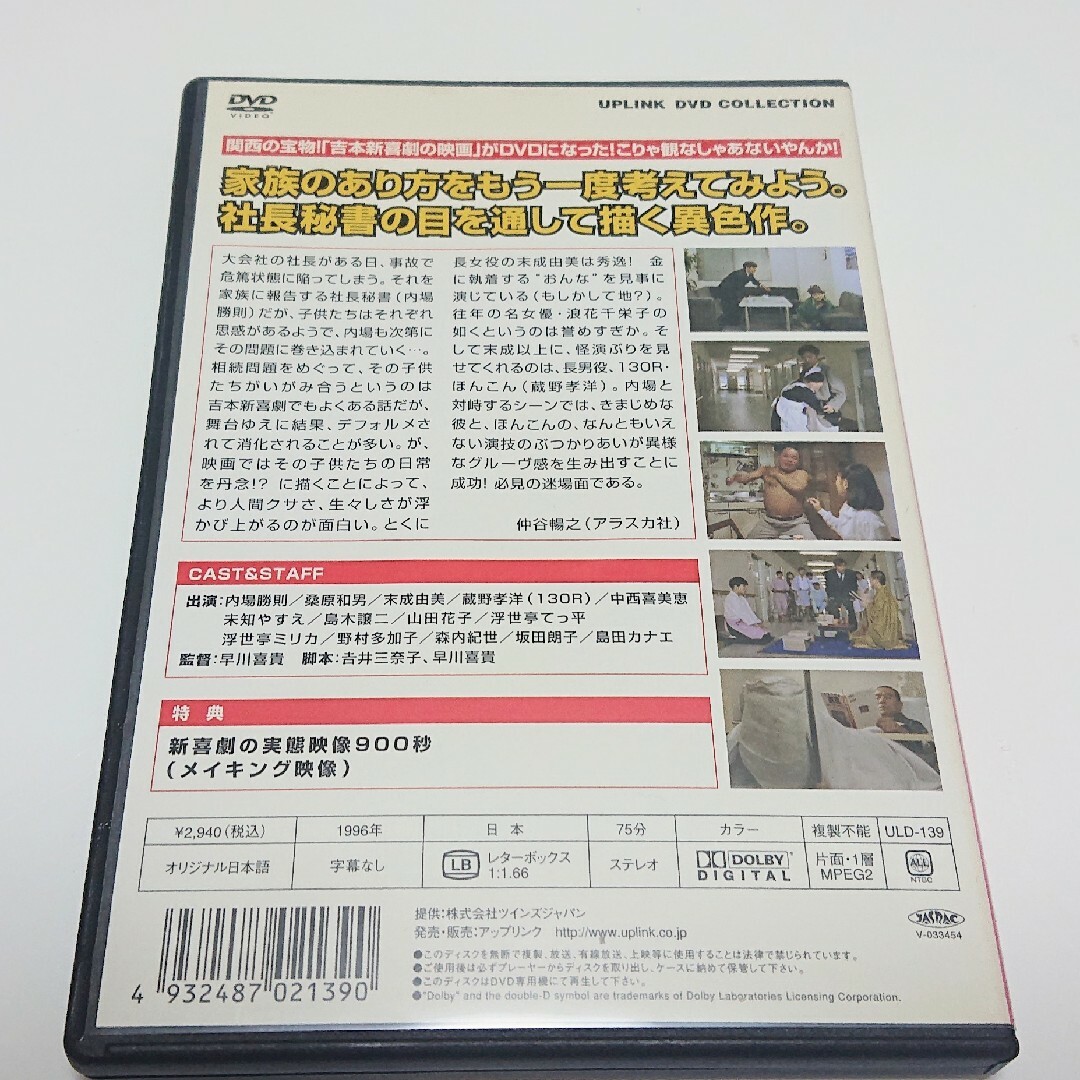 DVD
VIDEO
UPLINK DVD COLLECTION
関西の宝物!「吉本新喜劇の映画」がDVDになった!こりゃ観なしゃあないやんか!
家族のあり方をもう一度考えてみよう。
社長秘書の目を通して描く異色作。
大会社の社長がある日、事故で
危篤状態に陥ってしまう。それを
家族に報告する社長秘書(内場
勝則)だが、子供たちはそれぞれ
思惑があるようで、内場も次第に
その問題に巻き込まれていく…。
相続問題をめぐって、その子供
たちがいがみ合うというのは
吉本新喜劇でもよくある話だが、
舞台ゆえに結果、デフォルメさ
れて消化されることが多い。が、
映画ではその子供たちの日常
を丹念!?に描くことによって、
より人間クサさ、生々しさが浮
かび上がるのが面白い。とくに
長女役の末成由美は秀逸! 金
に執着する“おんな”を見事に
演じている(もしかして地?)。
往年の名女優・浪花千栄子の
如くというのは誉めすぎか。そ
して末成以上に、怪演ぶりを見
せてくれるのは、長男役、130R・
ほんこん(蔵野孝洋)。内場と
対峙するシーンでは、きまじめな
彼と、ほんこんの、なんともいえ
ない演技のぶつかりあいが異様
なグルーヴ感を生み出すことに
成功! 必見の迷場面である。
仲谷暢之(アラスカ社)
CAST&STAFF
出演:内場勝則/桑原和男/末成由美/蔵野孝洋(130R)/中西喜美恵
未知やすえ/島木譲二/山田花子/浮世亭てっ平
浮世亭ミリカ/野村多加子/森内紀世/坂田朗子/島田カナエ
監督:早川喜貴 脚本:吉井三奈子、早川喜貴
特典
新喜劇の実態映像900秒
(メイキング映像)
¥2,940(税込) 1996年 日本 75分 カラー 複製不能 ULD-139
オリジナル日本語 字幕なし LB レターボックス 1:1.66 ステレオ DOLBY DIGITAL 片面・1層 MPEG2 ALL NTSC
4 932487 021390
提供:株式会社ツインズジャパン
発売・販売:アップリンク http://www.uplink.co.jp
JASRAC
V-033454
●このディスクを無断で複製、放送、有線放送、上映等に使用することは法律で禁じられています。
●ご使用後は必ずプレーヤーからディスクを取り出し、ケースに納めて保管して下さい。
●このディスクはDVD専用機にて再生して下さい。
●"Dolby" and the double-D symbol are trademarks of Dolby Labgratories Licensing Corporation.